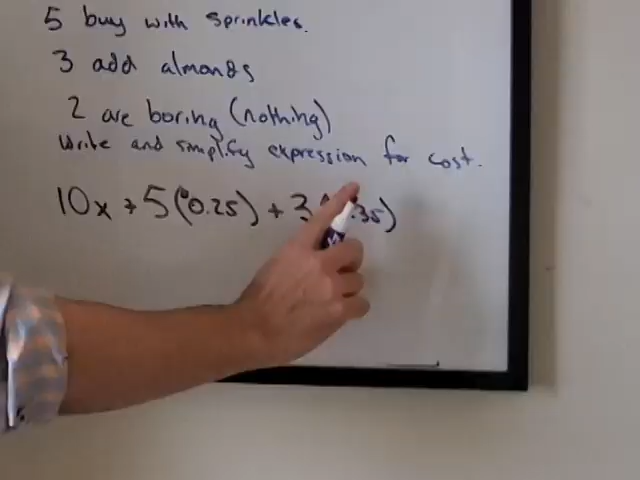 5 buy with sprinkles.
3 add almonds
2 are boring (nothing)
Write and simplify expression for cost.
10x + 5(0.25) + 3 .35)